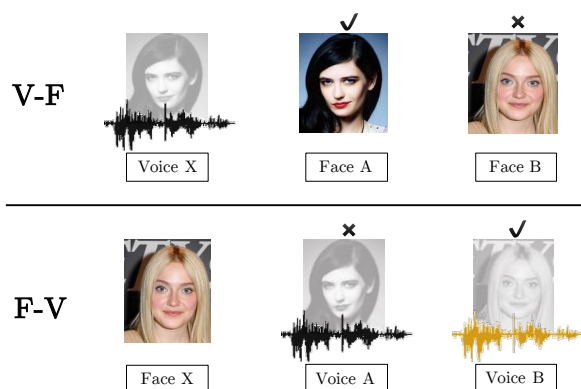 ✓ ×
V-F
Voice X Face A Face B
× ✓
F-V
Face X Voice A Voice B